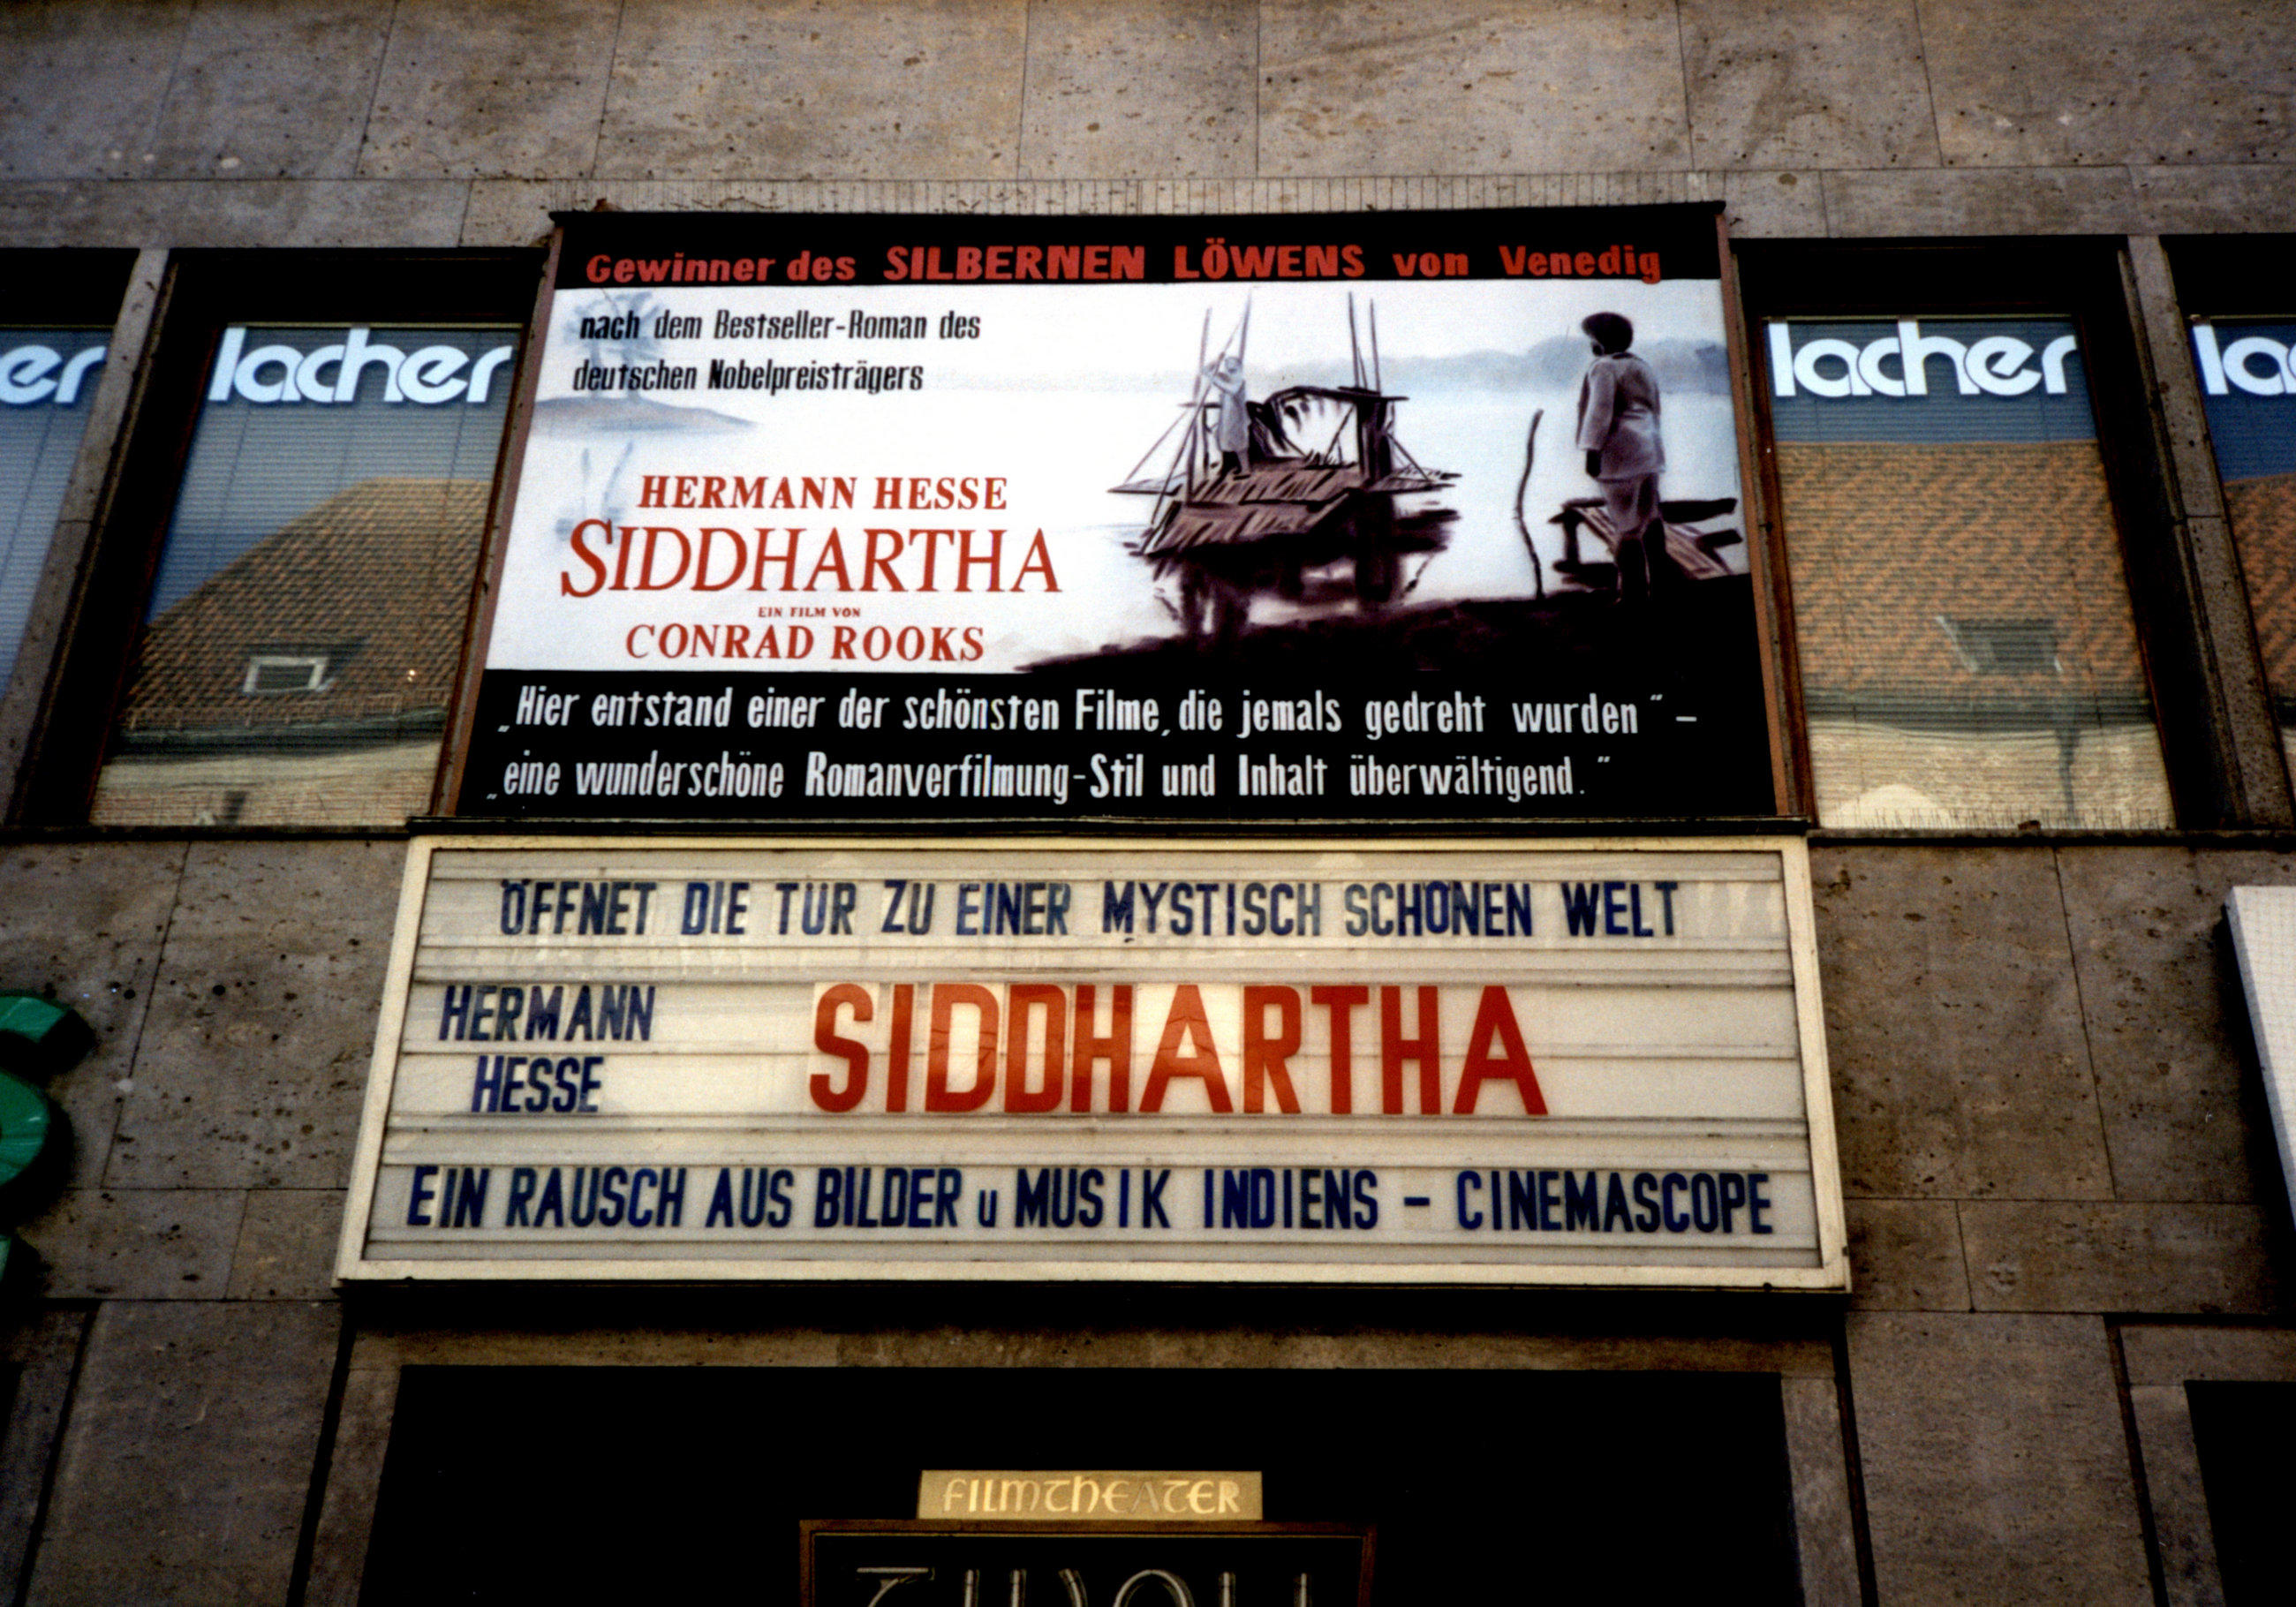 Gewinner des SILBERNEN LÖWENS von Venedig
nach dem Bestseller-Roman des
deutschen Nobelpreisträgers
HERMANN HESSE
SIDDHARTHA
EIN FILM VON
CONRAD ROOKS
„Hier entstand einer der schönsten Filme, die jemals gedreht wurden" –
„eine wunderschöne Romanverfilmung-Stil und Inhalt überwältigend."
er
lacher
lacher
lac
ÖFFNET DIE TÜR ZU EINER MYSTISCH SCHÖNEN WELT
HERMANN
HESSE
SIDDHARTHA
EIN RAUSCH AUS BILDER u MUSIK INDIENS – CINEMASCOPE
FILMTHEATER